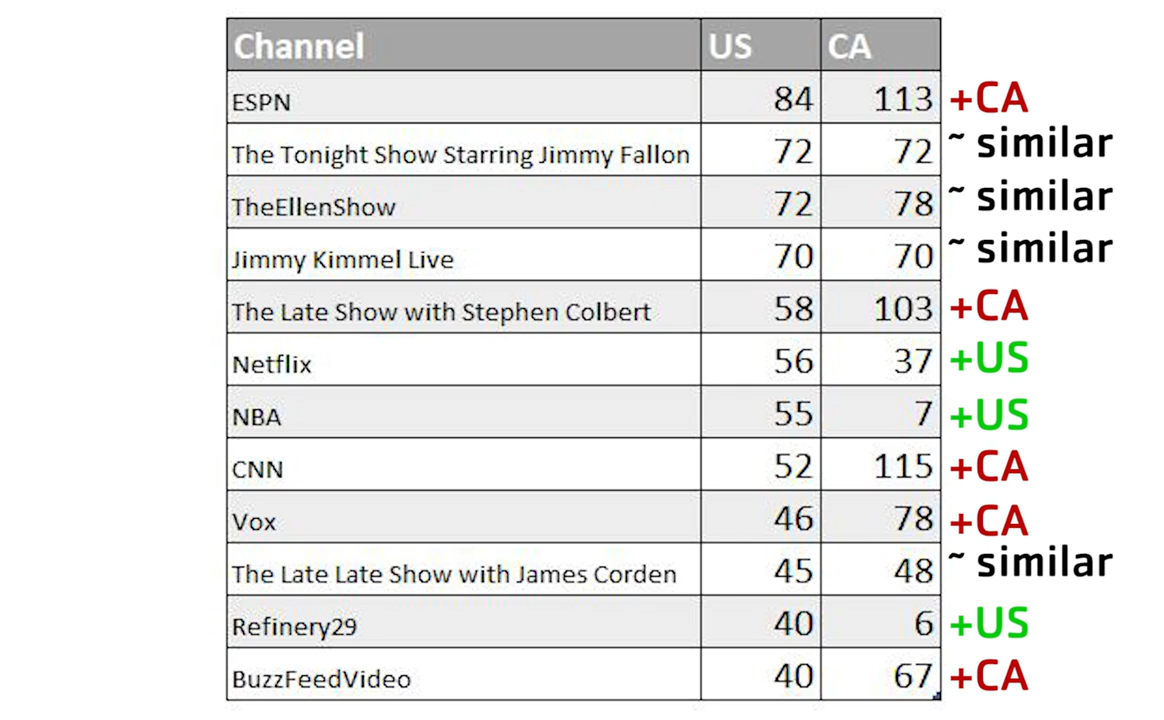 Channel US CA
ESPN 84 113 +CA
The Tonight Show Starring Jimmy Fallon 72 72 ~ similar
TheEllenShow 72 78 ~ similar
Jimmy Kimmel Live 70 70 ~ similar
The Late Show with Stephen Colbert 58 103 +CA
Netflix 56 37 +US
NBA 55 7 +US
CNN 52 115 +CA
Vox 46 78 +CA
The Late Late Show with James Corden 45 48 ~ similar
Refinery29 40 6 +US
BuzzFeedVideo 40 67 +CA